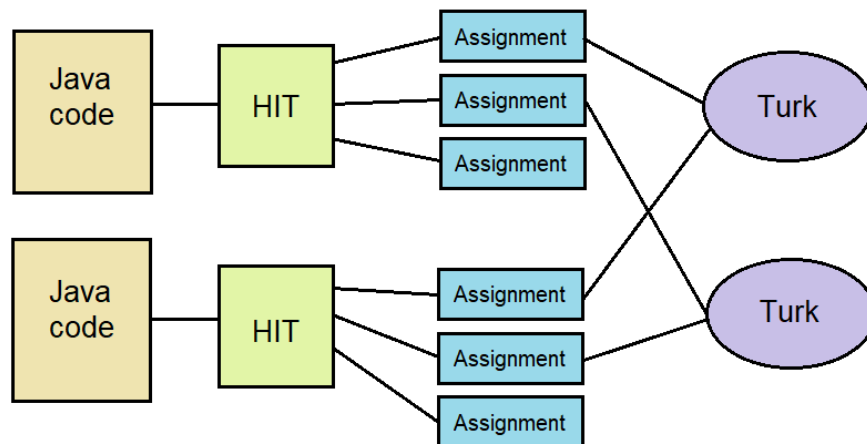 Java
code
HIT
Assignment
Assignment
Assignment
Turk
Java
code
HIT
Assignment
Assignment
Assignment
Turk